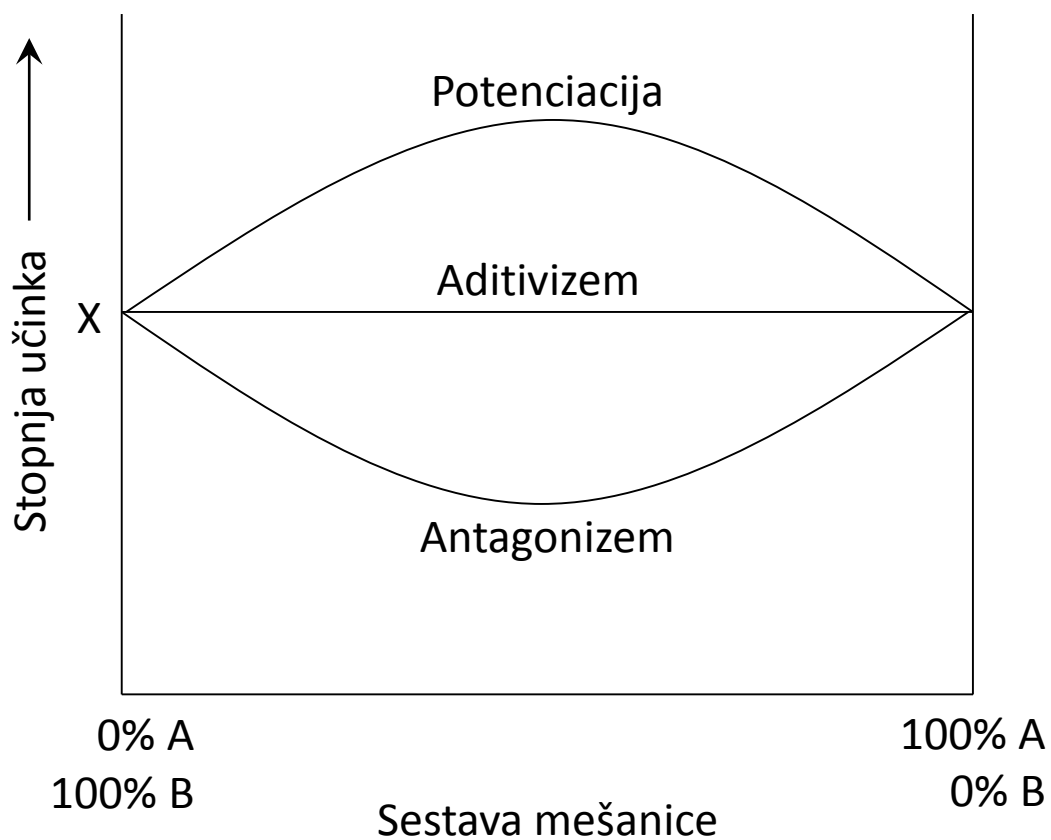 Potenciacija
Aditivizem
X
Stopnja učinka
Antagonizem
0% A
100% B
100% A
0% B
Sestava mešanice